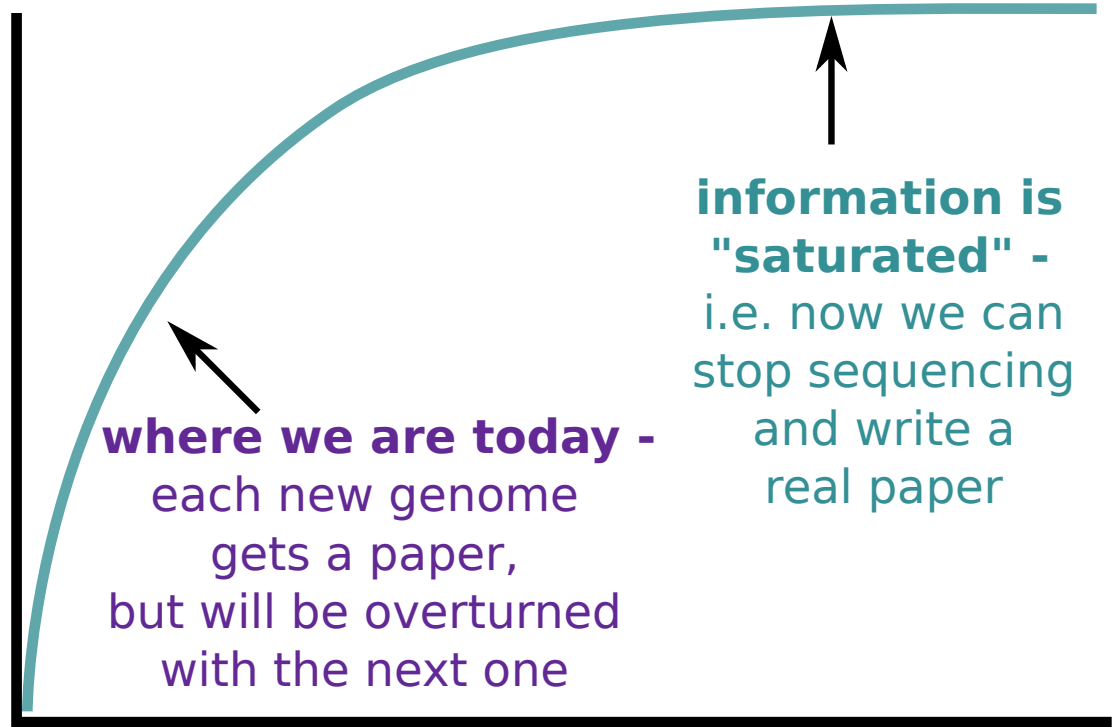 information is
"saturated" -
i.e. now we can
stop sequencing
and write a
real paper
where we are today -
each new genome
gets a paper,
but will be overturned
with the next one